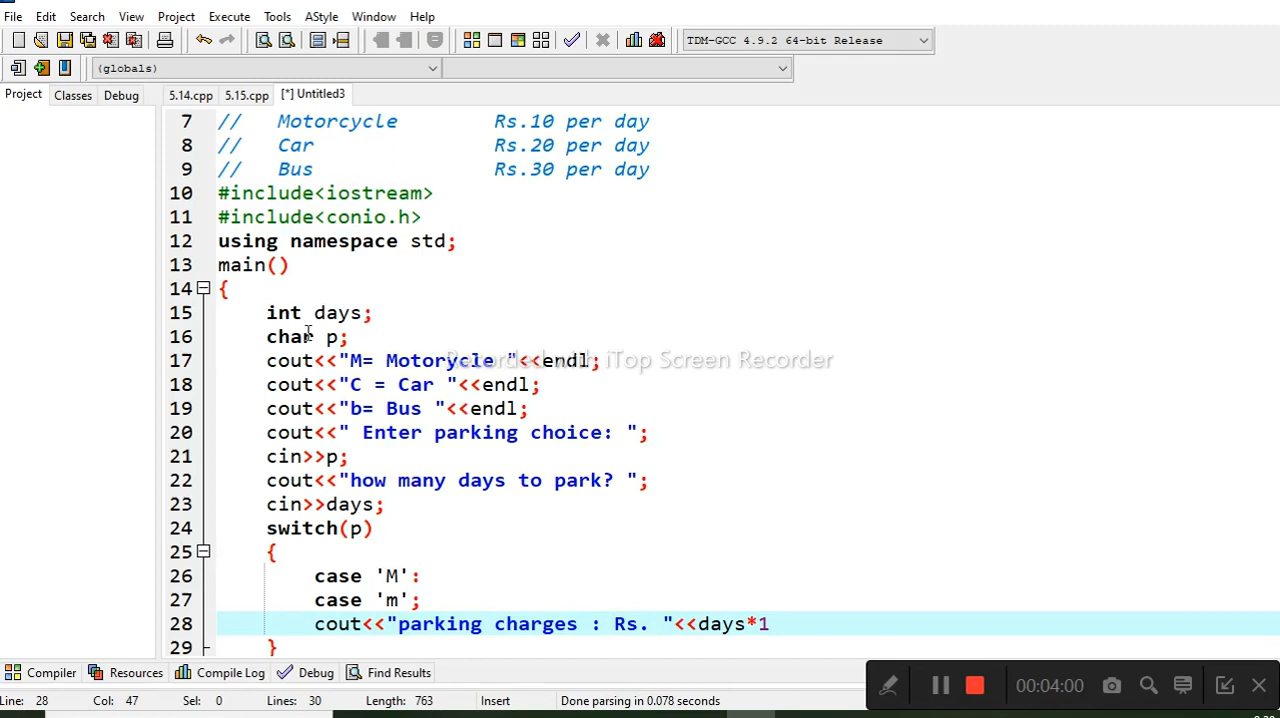 File Edit Search View Project Execute Tools AStyle Window Help
TDM-GCC 4.9.2 64-bit Release
(globals)
Project Classes Debug 5.14.cpp 5.15.cpp [*] Untitled3
7 // Motorcycle Rs.10 per day
8 // Car Rs.20 per day
9 // Bus Rs.30 per day
10 #include<iostream>
11 #include<conio.h>
12 using namespace std;
13 main()
14 {
15 int days;
16 char p;
17 cout<<"M= Motorycle "<<endl;
Recorded with iTop Screen Recorder
18 cout<<"C = Car "<<endl;
19 cout<<"b= Bus "<<endl;
20 cout<<" Enter parking choice: ";
21 cin>>p;
22 cout<<"how many days to park? ";
23 cin>>days;
24 switch(p)
25 {
26 case 'M':
27 case 'm';
28 cout<<"parking charges : Rs. "<<days*1
29 }
Compiler Resources Compile Log Debug Find Results
00:04:00
Line: 28 Col: 47 Sel: 0 Lines: 30 Length: 763 Insert Done parsing in 0.078 seconds